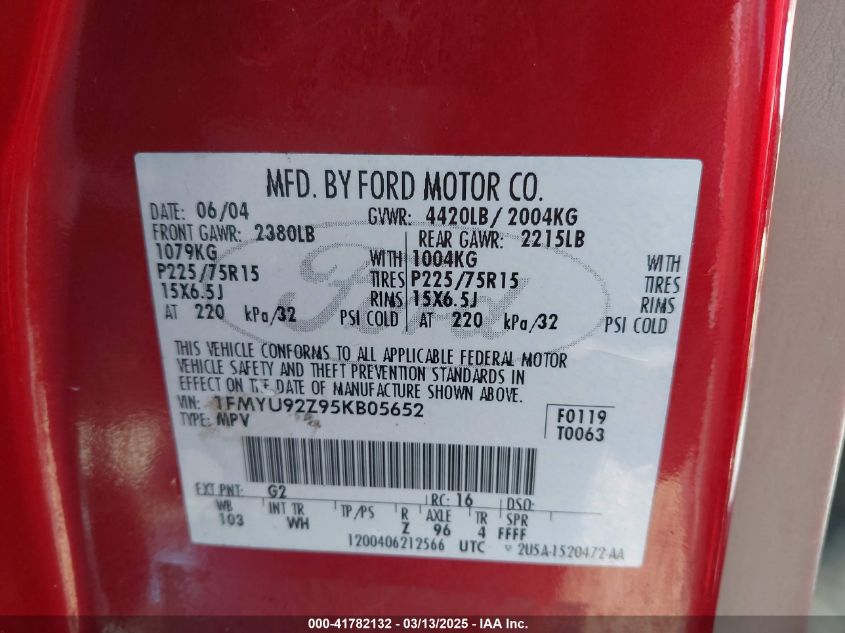 MFD. BY FORD MOTOR CO.
DATE: 06/04 GVWR: 4420LB/ 2004KG
FRONT GAWR: 2380LB REAR GAWR: 2215LB
1079KG WITH 1004KG WITH
P225/75R15 TIRES P225/75R15 TIRES
15X6.5J RIMS 15X6.5J RIMS
AT 220 kPa/32 PSI COLD AT 220 kPa/32 PSI COLD
THIS VEHICLE CONFORMS TO ALL APPLICABLE FEDERAL MOTOR
VEHICLE SAFETY AND THEFT PREVENTION STANDARDS IN
EFFECT ON THE DATE OF MANUFACTURE SHOWN ABOVE.
VIN: 1FMYU92Z95KB05652 F0119
TYPE: MPV T0063
EXT PNT: G2 RC: 16 DSO:
WB INT TR TP/PS R AXLE TR SPR
103 WH Z 96 4 FFFF
1200406212566 UTC 2U5A-1520472-AA
Ford
000-41782132 - 03/13/2025 - IAA Inc.